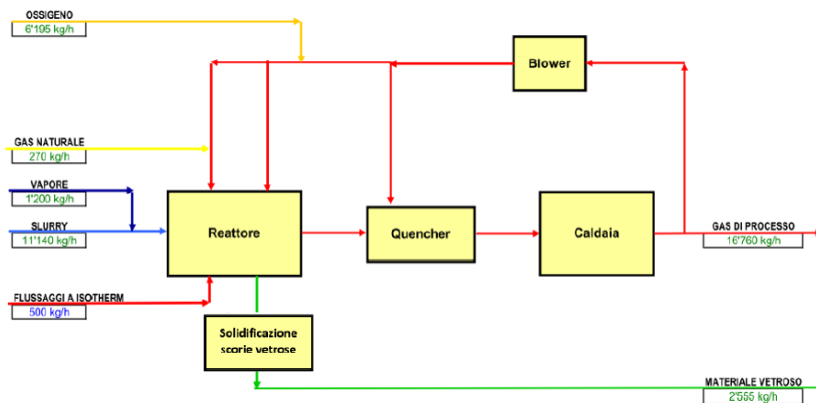 OSSIGENO
6'195 kg/h
Blower
GAS NATURALE
270 kg/h
VAPORE
1'200 kg/h
SLURRY
11'140 kg/h
Reattore
Quencher
Caldaia
GAS DI PROCESSO
16'760 kg/h
FLUSSAGGI A ISOTHERM
500 kg/h
Solidificazione
scorie vetrose
MATERIALE VETROSO
2'555 kg/h